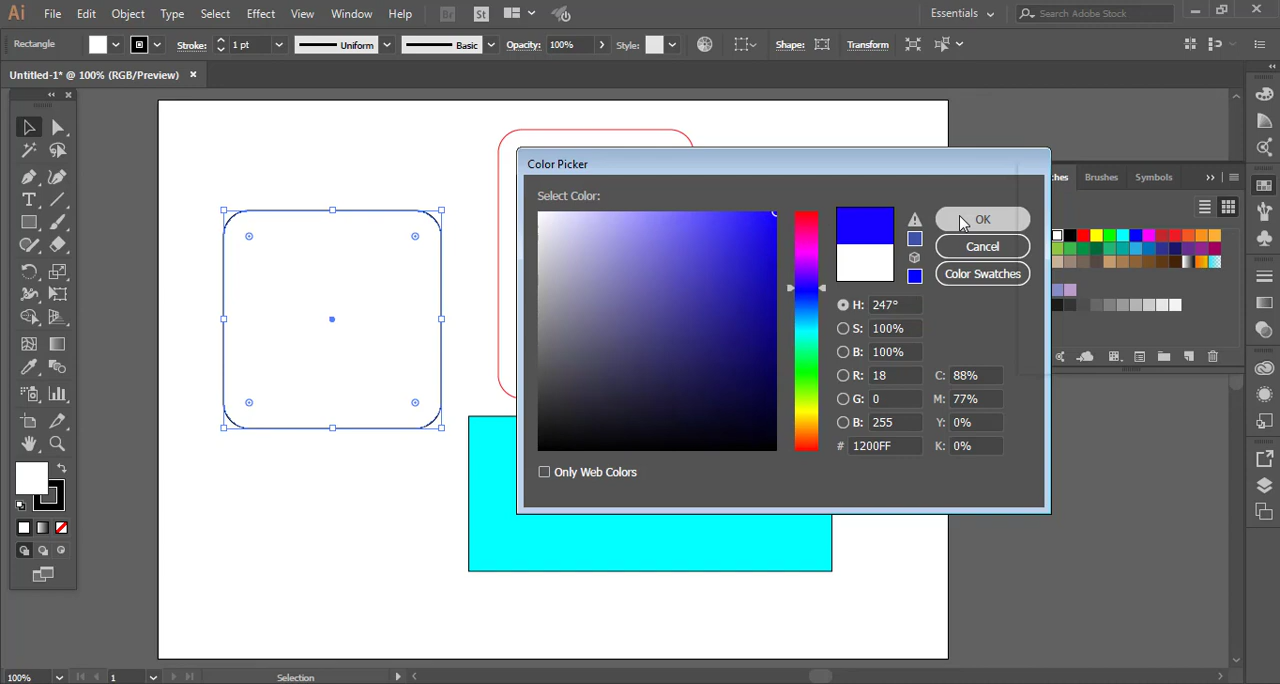 Ai File Edit Object Type Select Effect View Window Help Br St Essentials Search Adobe Stock
Rectangle Stroke: 1 pt Uniform Basic Opacity: 100% Style: Shape: Transform
Untitled-1* @ 100% (RGB/Preview)
Color Picker
Select Color:
OK
Cancel
Color Swatches
H: 247°
S: 100%
B: 100%
R: 18 C: 88%
G: 0 M: 77%
B: 255 Y: 0%
# 1200FF K: 0%
Only Web Colors
ches Brushes Symbols
100% 1 Selection